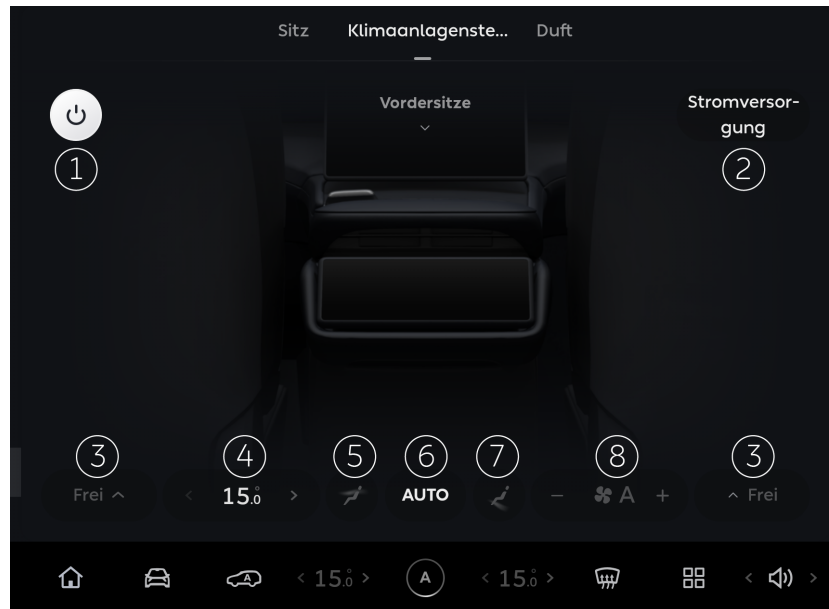 Sitz Klimaanlagenste... Duft
Vordersitze
Stromversor-
gung
1
2
3 4 5 6 7 8 3
Frei 15.0° AUTO A Frei
A 15.0° A 15.0°